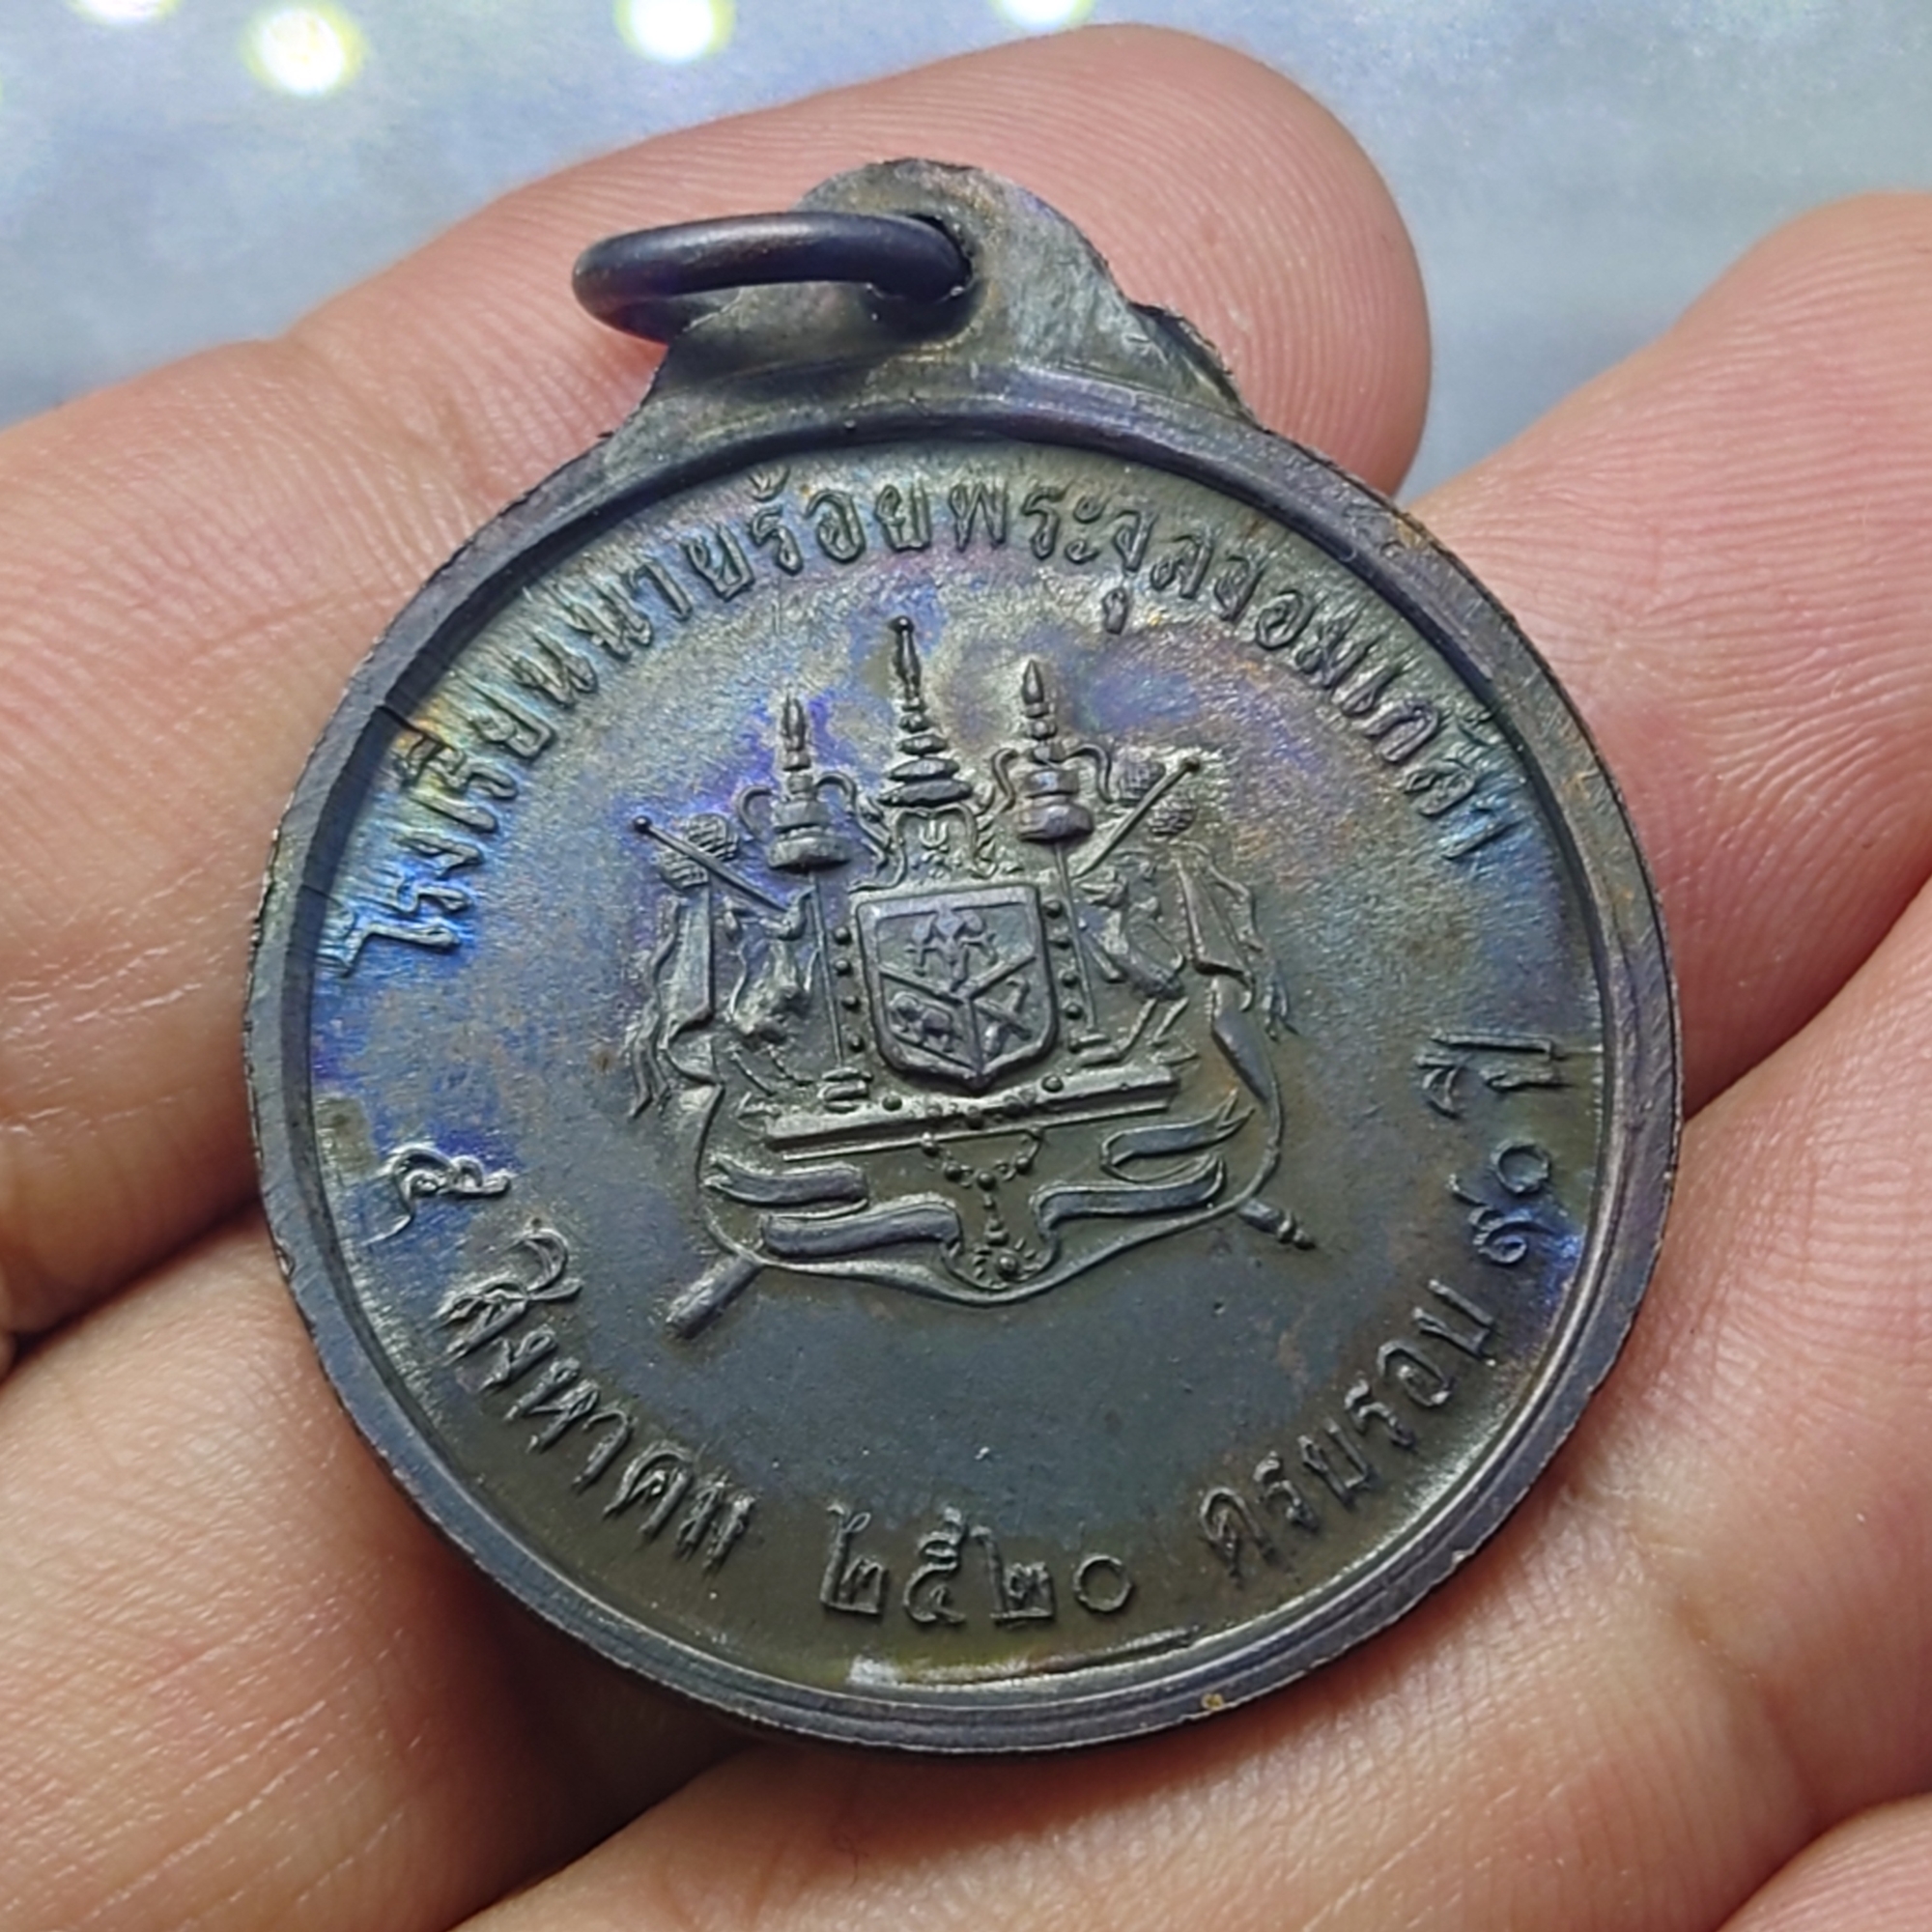 โรงเรียนนายร้อยพระจุลจอมเกล้า
๕ สิงหาคม ๒๕๒๐ ครบรอบ ๙๐ ปี